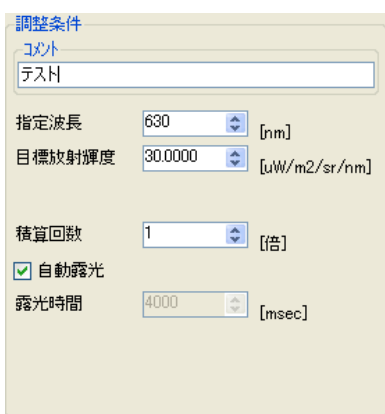 調整条件
コメント
テスト
指定波長 630 [nm]
目標放射輝度 30.0000 [uW/m2/sr/nm]
積算回数 1 [倍]
自動露光
露光時間 4000 [msec]